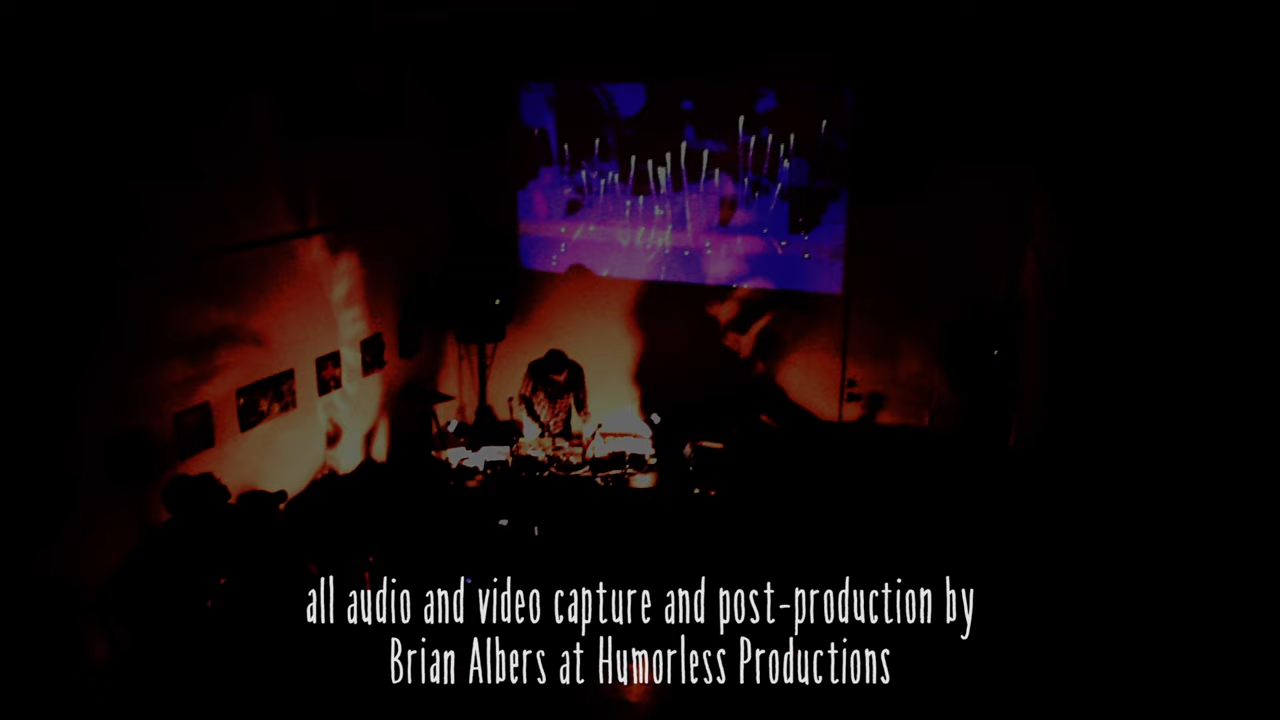 all audio and video capture and post-production by
Brian Albers at Humorless Productions